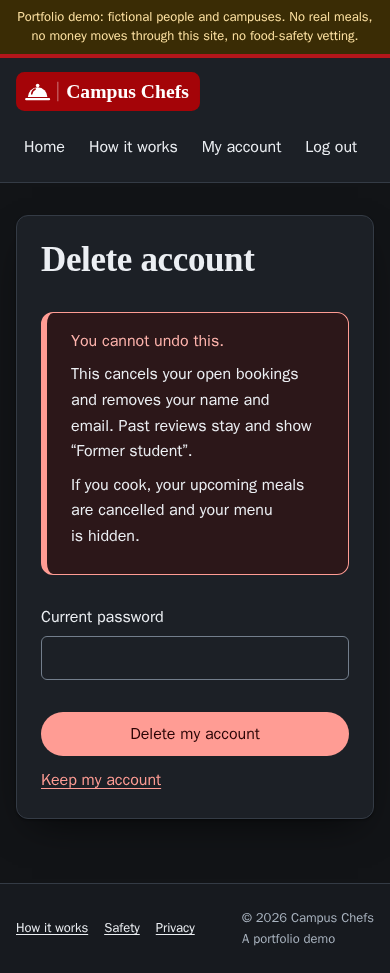 Portfolio demo: fictional people and campuses. No real meals,
no money moves through this site, no food-safety vetting.
Campus Chefs
Home How it works My account Log out
Delete account
You cannot undo this.
This cancels your open bookings
and removes your name and
email. Past reviews stay and show
“Former student”.
If you cook, your upcoming meals
are cancelled and your menu
is hidden.
Current password
Delete my account
Keep my account
How it works Safety Privacy
© 2026 Campus Chefs
A portfolio demo